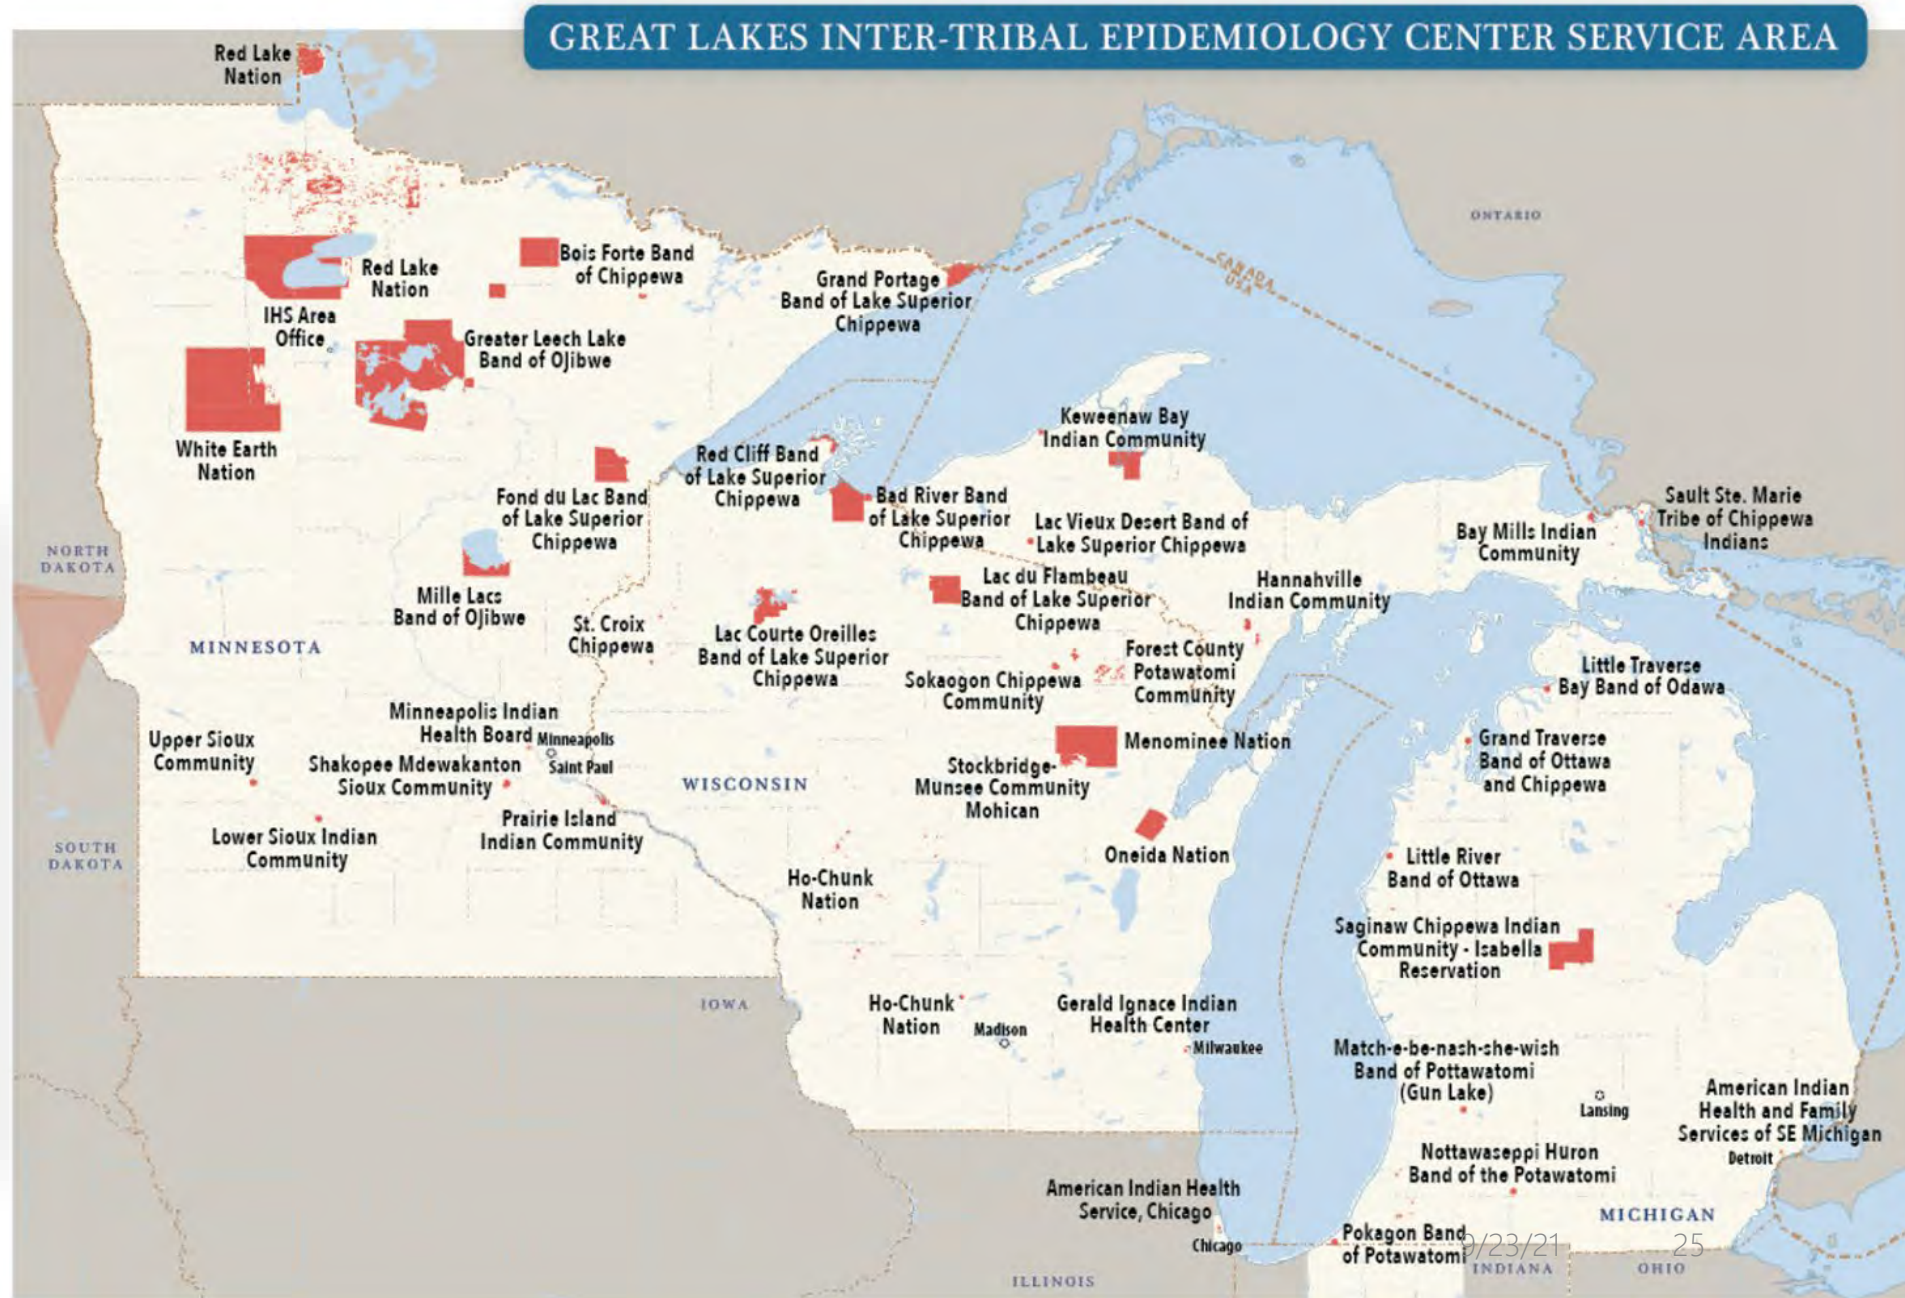 GREAT LAKES INTER-TRIBAL EPIDEMIOLOGY CENTER SERVICE AREA
Red Lake
Nation
ONTARIO
CANADA
USA
Bois Forte Band
of Chippewa
Red Lake
Nation
Grand Portage
Band of Lake Superior
Chippewa
IHS Area
Office
Greater Leech Lake
Band of OJibwe
White Earth
Nation
Keweenaw Bay
Indian Community
Red Cliff Band
of Lake Superior
Chippewa
Fond du Lac Band
of Lake Superior
Chippewa
Bad River Band
of Lake Superior
Chippewa
Lac Vieux Desert Band of
Lake Superior Chippewa
Bay Mills Indian
Community
Sault Ste. Marie
Tribe of Chippewa
Indians
NORTH
DAKOTA
Mille Lacs
Band of OJibwe
St. Croix
Chippewa
Lac Courte Oreilles
Band of Lake Superior
Chippewa
Lac du Flambeau
Band of Lake Superior
Chippewa
Hannahville
Indian Community
MINNESOTA
Sokaogon Chippewa
Community
Forest County
Potawatomi
Community
Little Traverse
Bay Band of Odawa
Minneapolis Indian
Health Board
Minneapolis
Saint Paul
Upper Sioux
Community
Shakopee Mdewakanton
Sioux Community
WISCONSIN
Menominee Nation
Stockbridge-
Munsee Community
Mohican
Grand Traverse
Band of Ottawa
and Chippewa
Lower Sioux Indian
Community
Prairie Island
Indian Community
SOUTH
DAKOTA
Oneida Nation
Little River
Band of Ottawa
Ho-Chunk
Nation
Saginaw Chippewa Indian
Community - Isabella
Reservation
IOWA
Ho-Chunk
Nation
Madison
Gerald Ignace Indian
Health Center
Milwaukee
Match-e-be-nash-she-wish
Band of Pottawatomi
(Gun Lake)
Lansing
American Indian
Health and Family
Services of SE Michigan
Detroit
Nottawaseppi Huron
Band of the Potawatomi
American Indian Health
Service, Chicago
Chicago
MICHIGAN
Pokagon Band
of Potawatomi
9/23/21
25
ILLINOIS
INDIANA
OHIO